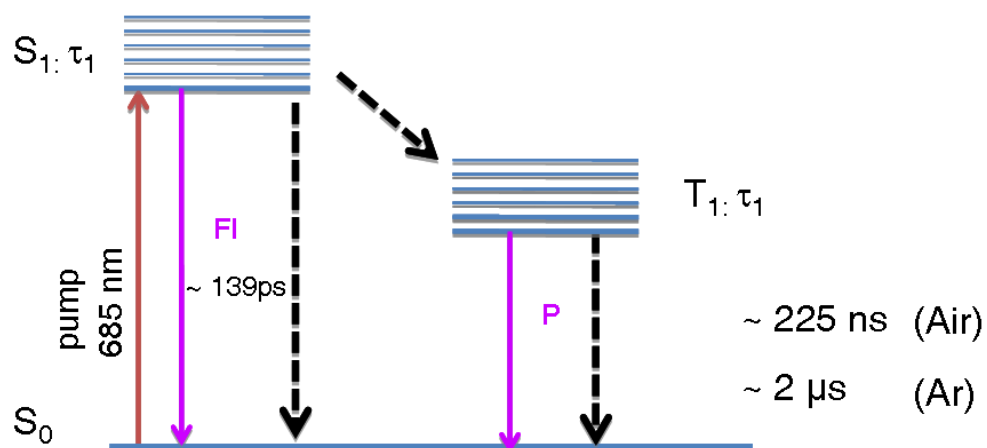 S₁: τ₁
T₁: τ₁
Fl
~ 139ps
pump
685 nm
P
~ 225 ns (Air)
~ 2 µs (Ar)
S₀